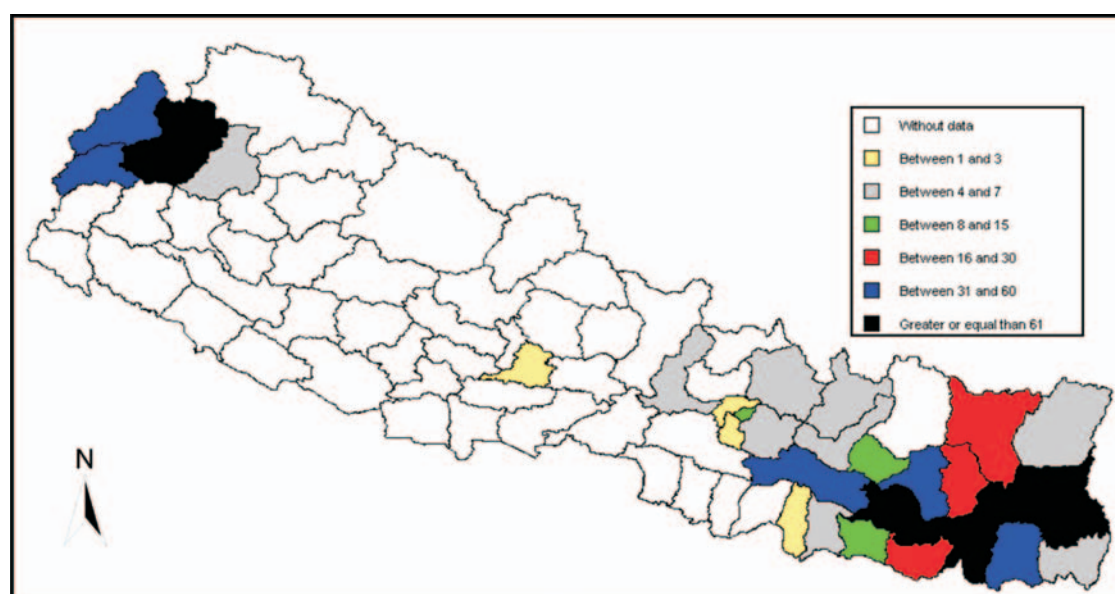 Without data
Between 1 and 3
Between 4 and 7
Between 8 and 15
Between 16 and 30
Between 31 and 60
Greater or equal than 61
N